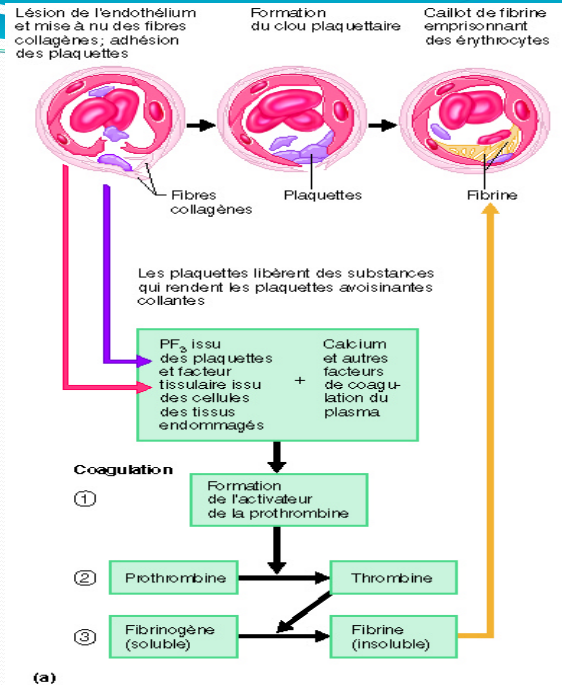 Lésion de l'endothélium
et mise à nu des fibres
collagènes; adhésion
des plaquettes
Formation
du clou plaquettaire
Caillot de fibrine
emprisonnant
des érythrocytes
Fibres
collagènes
Plaquettes
Fibrine
Les plaquettes libèrent des substances
qui rendent les plaquettes avoisinantes
collantes
PF₃ issu
des plaquettes
et facteur
tissulaire issu
des cellules
des tissus
endommagés
+
Calcium
et autres
facteurs
de coagu-
lation du
plasma
Coagulation
①
Formation
de l'activateur
de la prothrombine
②
Prothrombine
Thrombine
③
Fibrinogène
(soluble)
Fibrine
(insoluble)
(a)